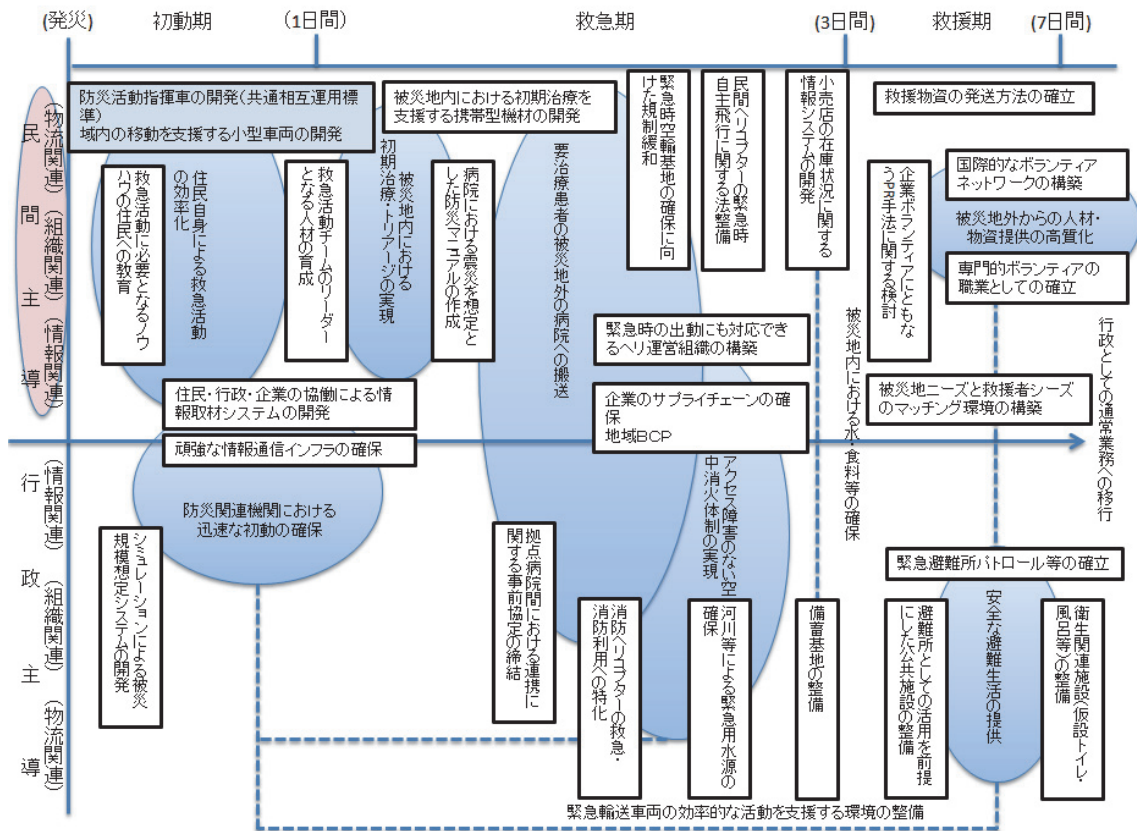 (発災)
初動期
(1日間)
救急期
(3日間)
救援期
(7日間)
民間主導
(物流関連)
(組織関連)
(情報関連)
防災活動指揮車の開発(共通相互運用標
準)
域内の移動を支援する小型車両の開発
被災地内における初期治療を
支援する携帯型機材の開発
緊急時空輸基地の確保に向
けた規制緩和
民間ヘリコプターの緊急時
自主飛行に関する法整備
小売店の在庫状況に関する
情報システムの開発
救援物資の発送方法の確立
救急活動に必要となるノウ
ハウの住民への教育
住民自身による救急活動
の効率化
救急活動チームのリーダー
となる人材の育成
被災地内における
初期治療・トリアージの実現
病院における震災を想定と
した防災マニュアルの作成
要治療患者の被災地外の病院への搬送
企業ボランティアにともな
うPR手法に関する検討
国際的なボランティア
ネットワークの構築
被災地外からの人材・
物資提供の高質化
専門的ボランティアの
職業としての確立
緊急時の出動にも対応でき
るヘリ運営組織の構築
被災地内における水・食料等の確保
住民・行政・企業の協働による情
報取材システムの開発
企業のサプライチェーンの確
保
地域BCP
被災地ニーズと救援者シーズ
のマッチング環境の構築
行政としての通常業務への移行
頑強な情報通信インフラの確保
行政主導
(情報関連)
(組織関連)
(物流関連)
防災関連機関における
迅速な初動の確保
シミュレーションによる被災
規模想定システムの開発
拠点病院間における連携に
関する事前協定の締結
アクセス障害のない空
中消火体制の実現
消防ヘリコプターの救急・
消防利用への特化
河川等による緊急用水源の
確保
備蓄基地の整備
緊急避難所パトロール等の確立
避難所としての活用を前提
にした公共施設の整備
安全な避難生活の提供
衛生関連施設(仮設トイレ・
風呂等)の整備
緊急輸送車両の効率的な活動を支援する環境の整備